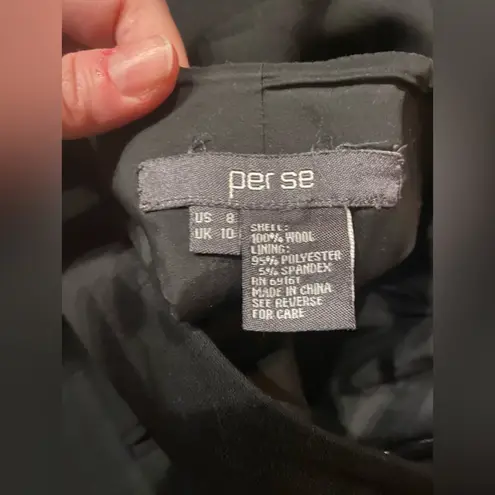 per se
US 8
UK 10
SHELL:
100% WOOL
LINING:
95% POLYESTER
5% SPANDEX
RN 69161
MADE IN CHINA
SEE REVERSE
FOR CARE